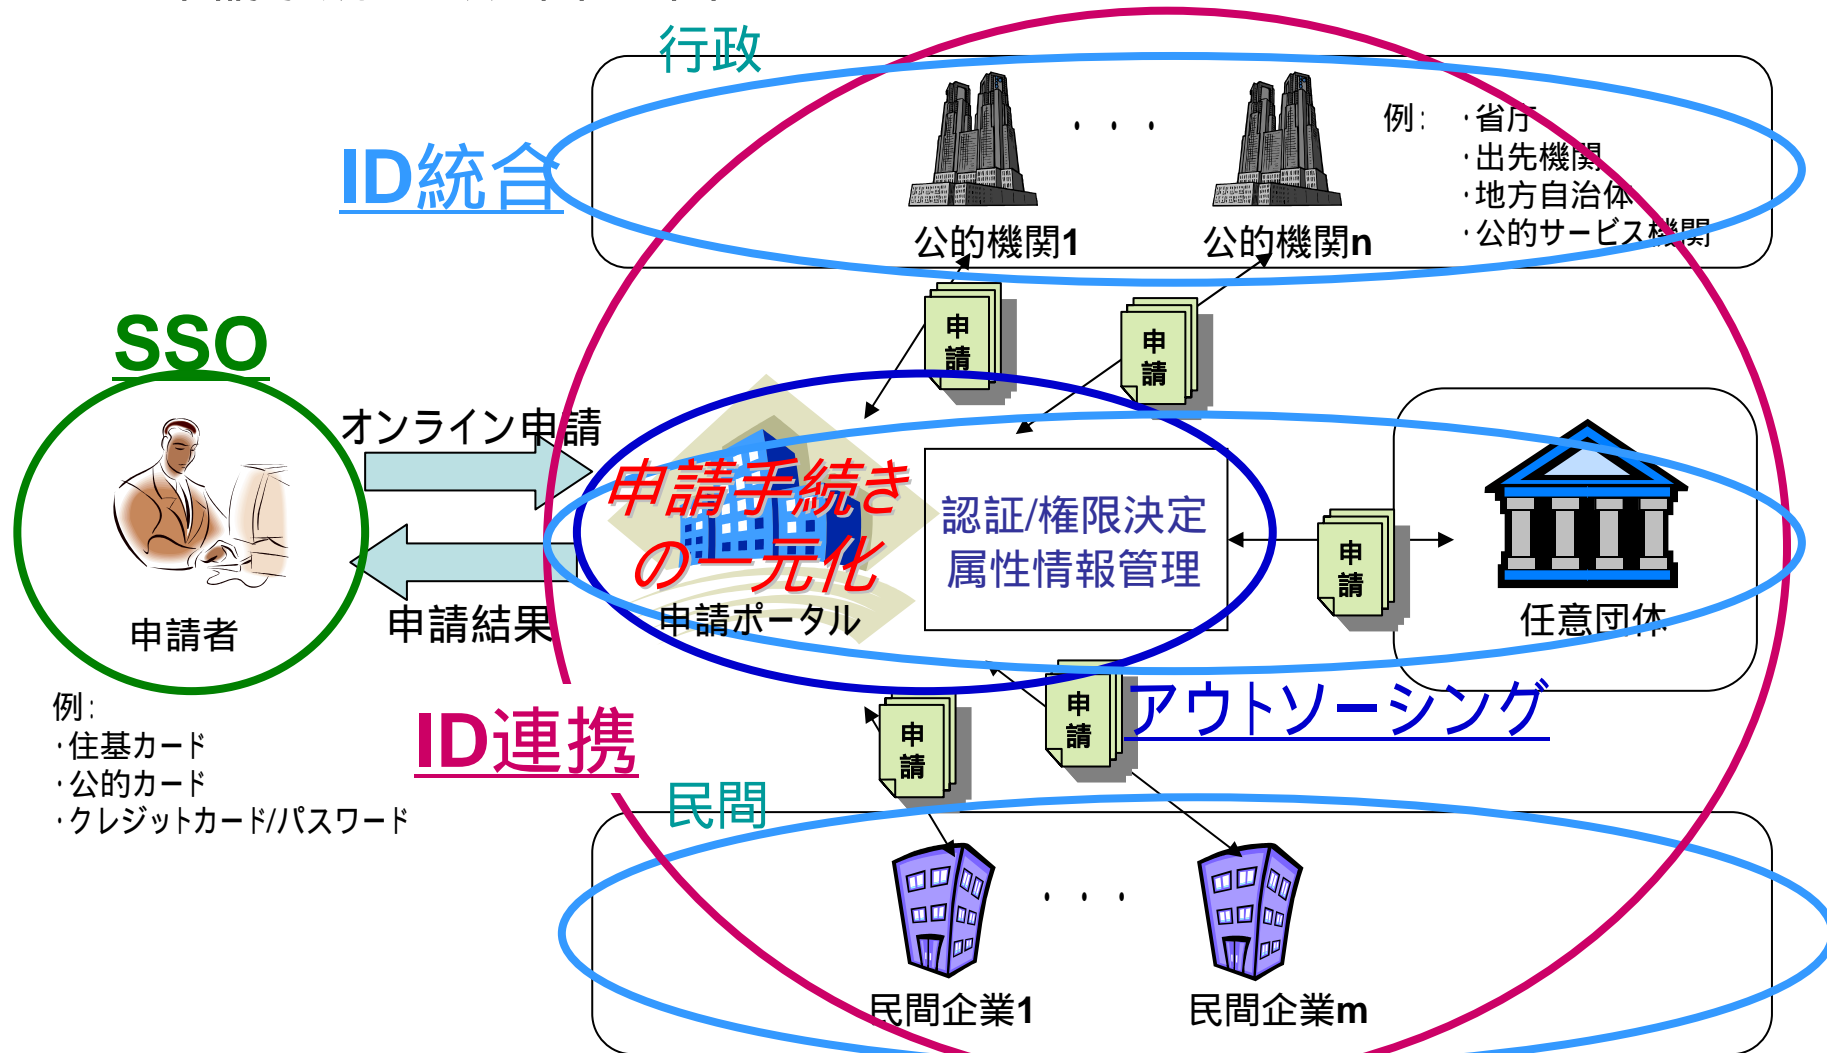 行政
ID統合
例: ・省庁
・出先機関
・地方自治体
・公的サービス機関
公的機関1
公的機関n
申
請
申
請
SSO
オンライン申請
申請手続き
の一元化
認証/権限決定
属性情報管理
申請ポータル
申請結果
申請者
申
請
任意団体
例:
・住基カード
・公的カード
・クレジットカード/パスワード
ID連携
申
請
申
請
アウトソーシング
民間
民間企業1
民間企業m